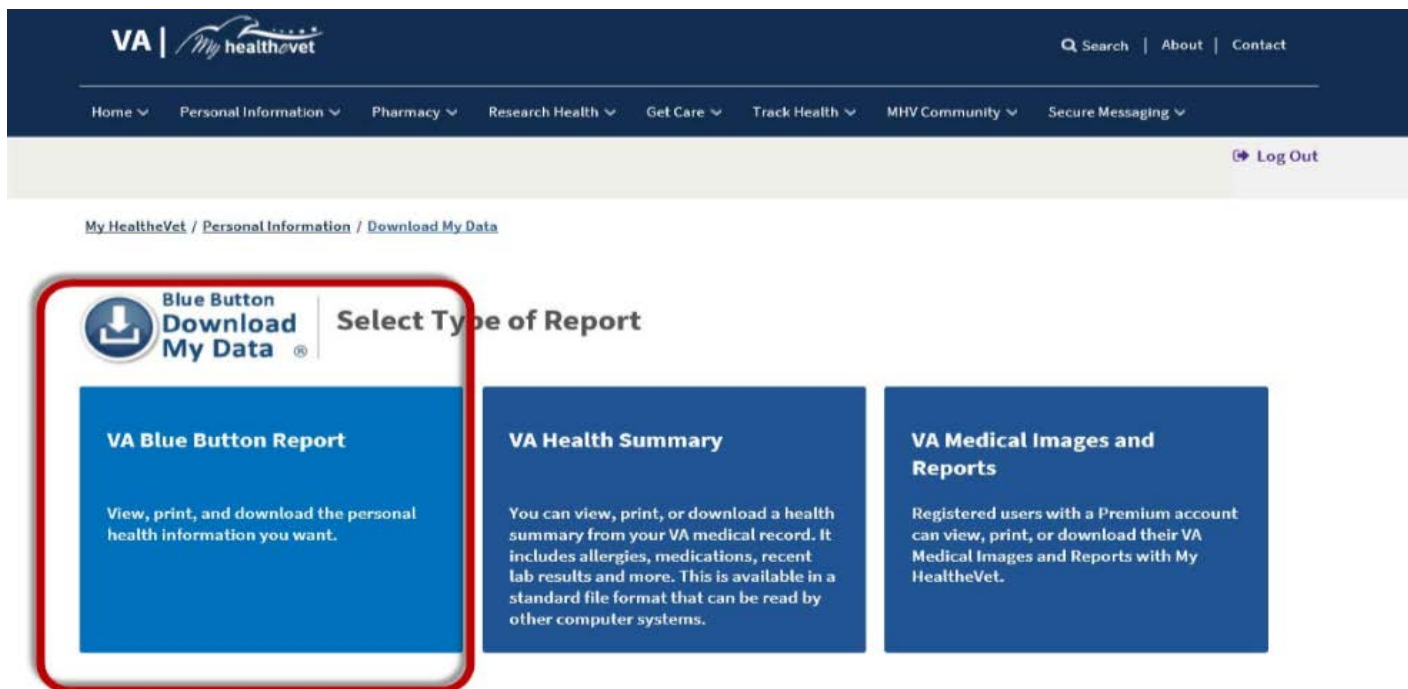 VA | My healthevet
Search | About | Contact
Home Personal Information Pharmacy Research Health Get Care Track Health MHV Community Secure Messaging
Log Out
My HealtheVet / Personal Information / Download My Data
Blue Button
Download
My Data ®
Select Type of Report
VA Blue Button Report
View, print, and download the personal
health information you want.
VA Health Summary
You can view, print, or download a health
summary from your VA medical record. It
includes allergies, medications, recent
lab results and more. This is available in a
standard file format that can be read by
other computer systems.
VA Medical Images and
Reports
Registered users with a Premium account
can view, print, or download their VA
Medical Images and Reports with My
HealtheVet.